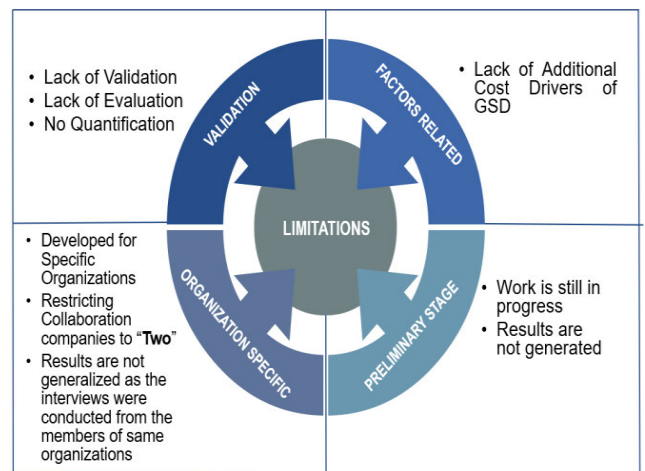 • Lack of Validation
• Lack of Evaluation
• No Quantification
VALIDATION
FACTORS RELATED
• Lack of Additional
Cost Drivers of
GSD
LIMITATIONS
• Developed for
Specific
Organizations
• Restricting
Collaboration
companies to “Two”
• Results are not
generalized as the
interviews were
conducted from the
members of same
organizations
ORGANIZATION SPECIFIC
PRELIMINARY STAGE
• Work is still in
progress
• Results are
not generated